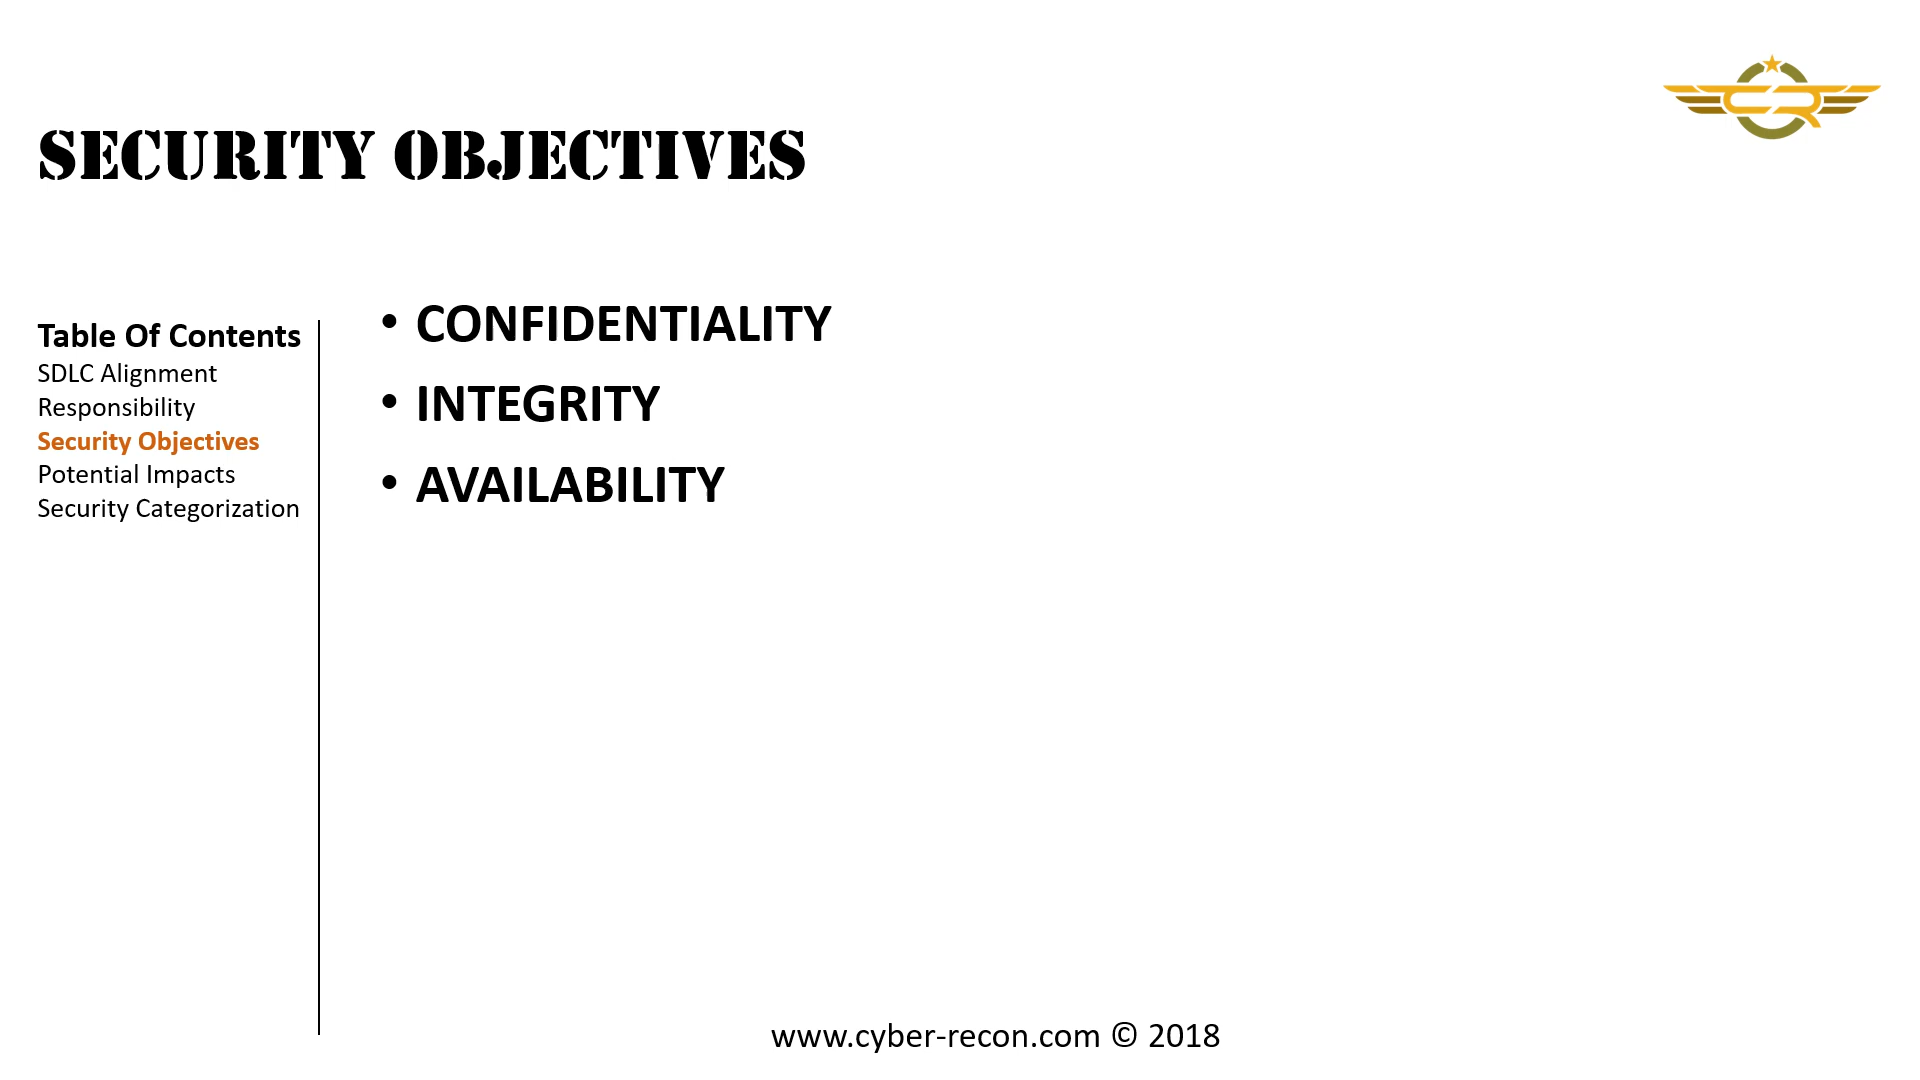 SECURITY OBJECTIVES
Table Of Contents
SDLC Alignment
Responsibility
Security Objectives
Potential Impacts
Security Categorization
• CONFIDENTIALITY
• INTEGRITY
• AVAILABILITY
CR
www.cyber-recon.com © 2018